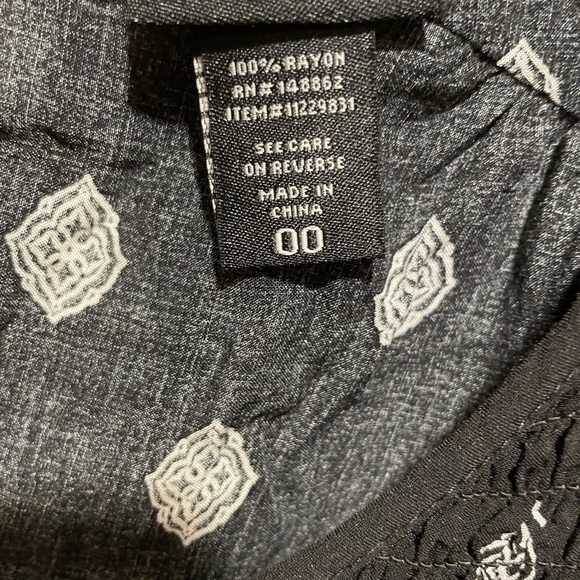 100% RAYON
RN# 148862
ITEM#11229831
SEE CARE
ON REVERSE
MADE IN
CHINA
00